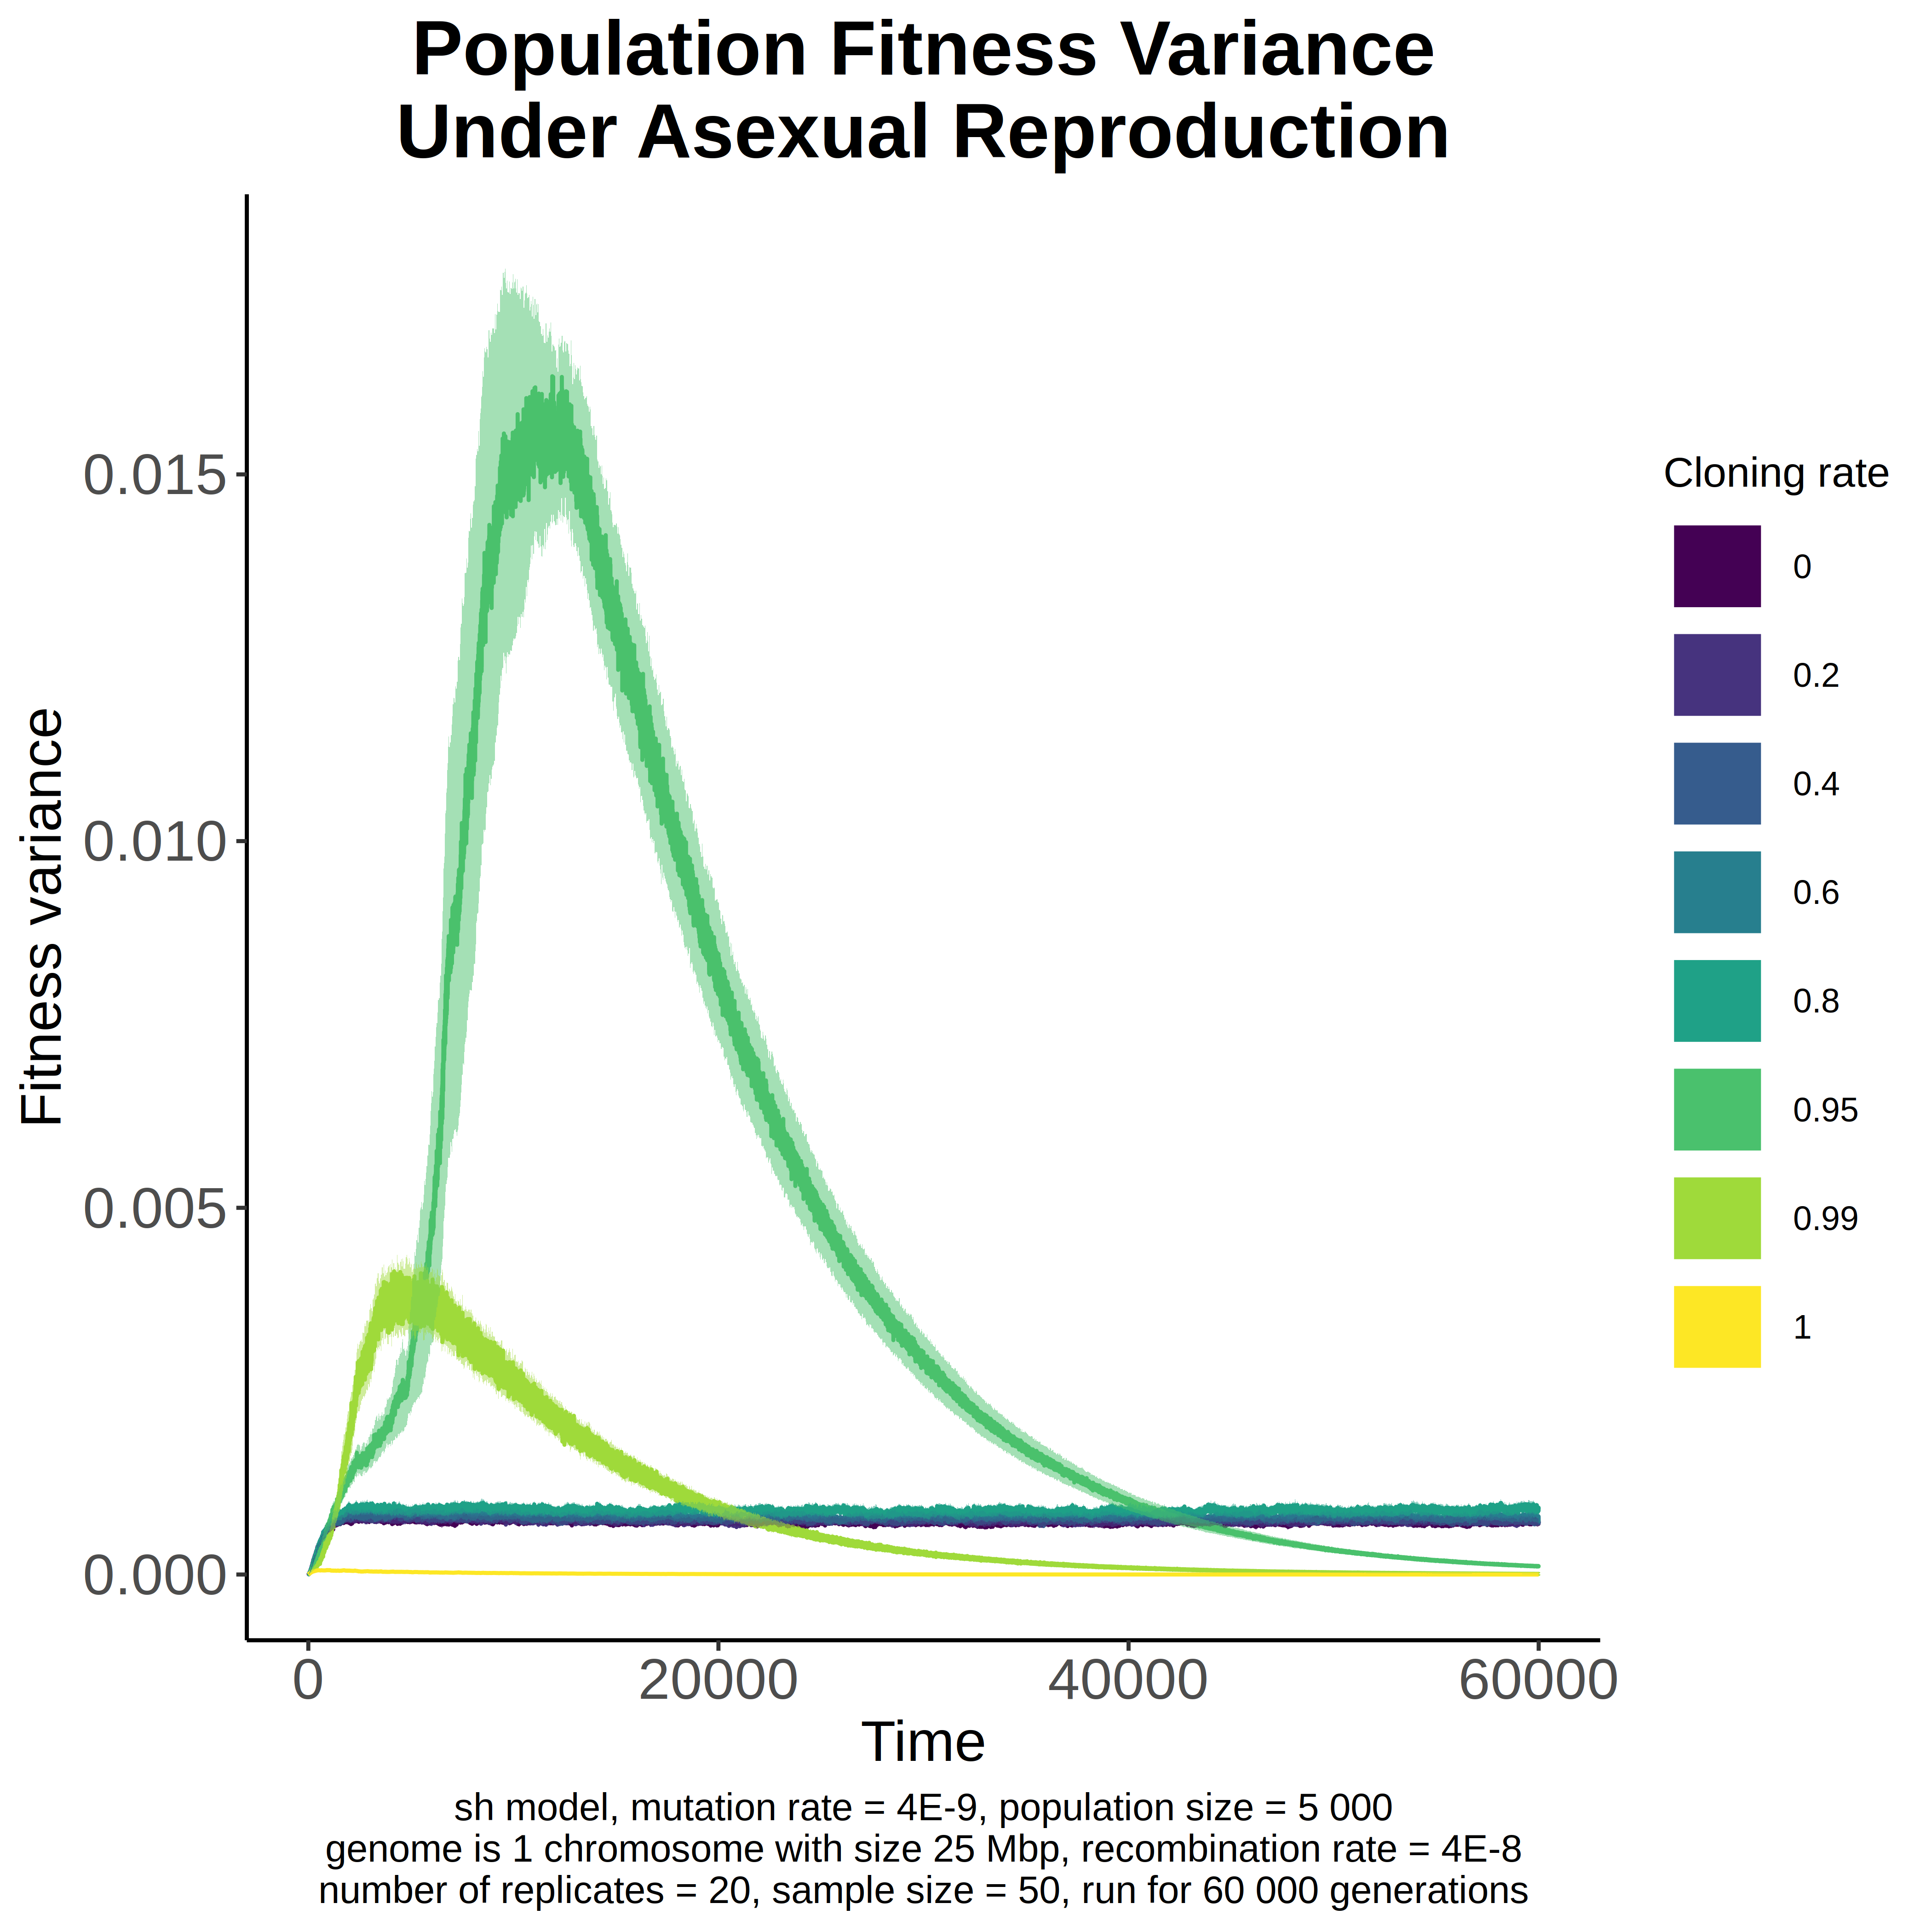 Population Fitness Variance
Under Asexual Reproduction
Fitness variance
0.015
0.010
0.005
0.000
0
20000
40000
60000
Time
Cloning rate
0
0.2
0.4
0.6
0.8
0.95
0.99
1
sh model, mutation rate = 4E-9, population size = 5 000
genome is 1 chromosome with size 25 Mbp, recombination rate = 4E-8
number of replicates = 20, sample size = 50, run for 60 000 generations